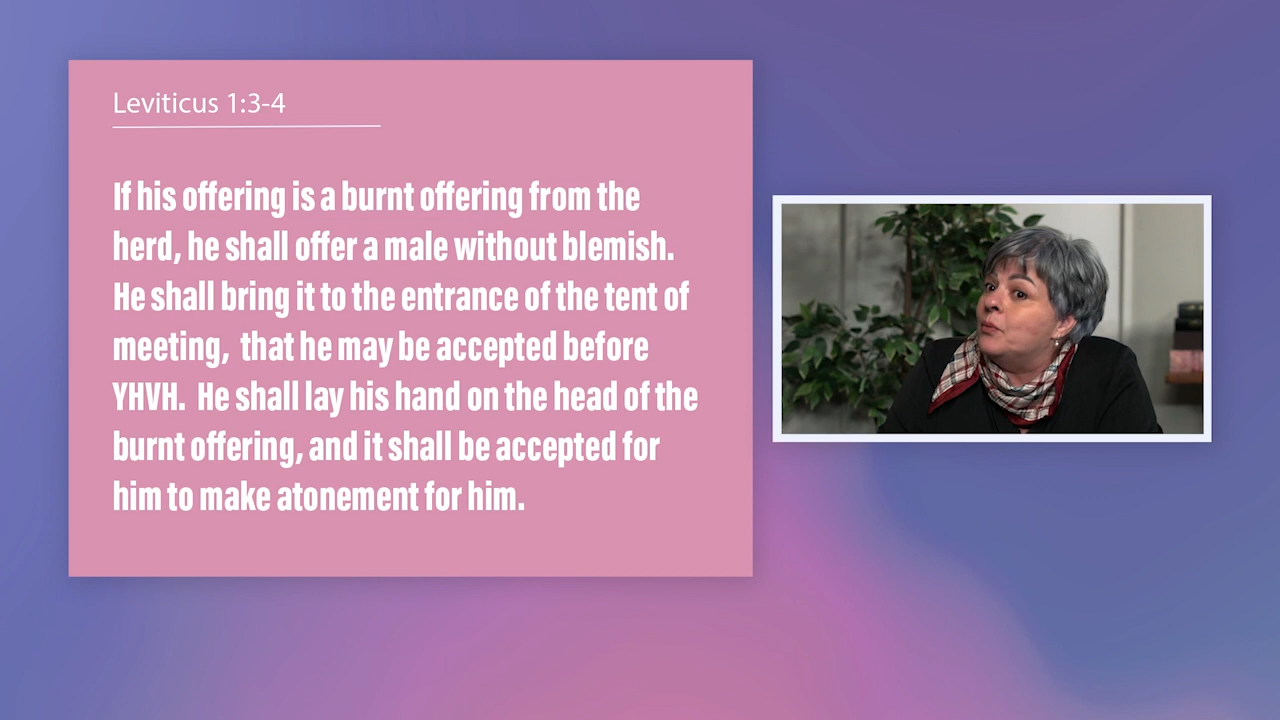 Leviticus 1:3-4
If his offering is a burnt offering from the
herd, he shall offer a male without blemish.
He shall bring it to the entrance of the tent of
meeting,  that he may be accepted before
YHVH.  He shall lay his hand on the head of the
burnt offering, and it shall be accepted for
him to make atonement for him.